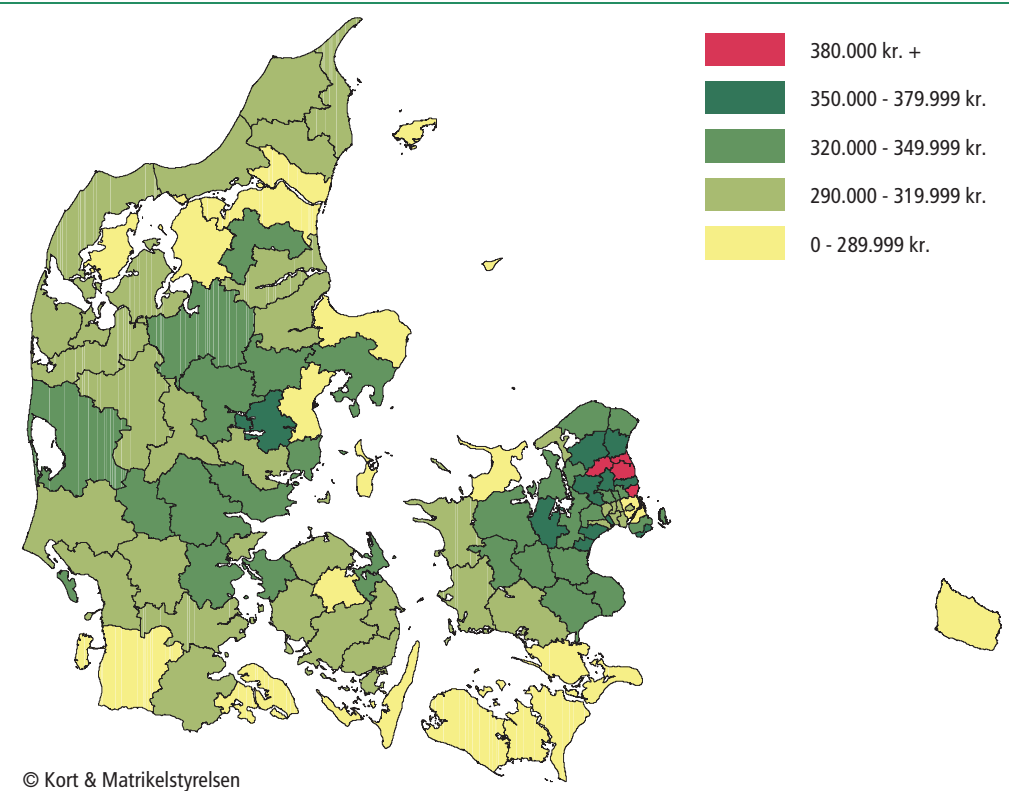 380.000 kr. +
350.000 - 379.999 kr.
320.000 - 349.999 kr.
290.000 - 319.999 kr.
0 - 289.999 kr.
© Kort & Matrikelstyrelsen